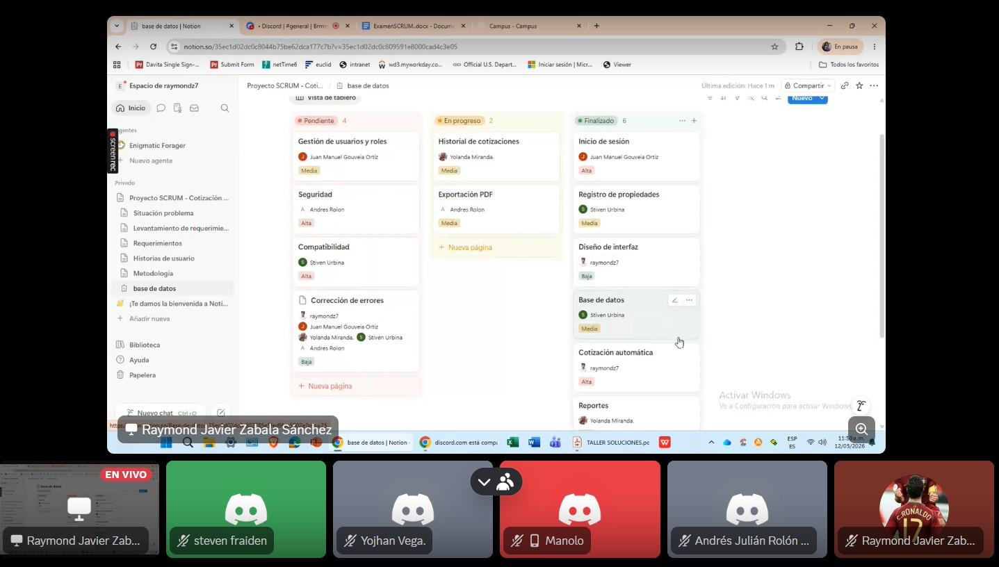 base de datos | Notion
• Discord | #general | Brrrrr
ExamenSCRUM.docx - Docume
Campus - Campus
notion.so/35ec1d02dc0c8044b75be62dca177c7b?v=35ec1d02dc0c809591e8000cad4c3e05
En pausa
Davita Single Sign-...
Submit Form
netTime6
euclid
intranet
wd3.myworkday.co...
Official U.S. Depart...
Iniciar sesión | Micr...
Viewer
Todos los favoritos
E Espacio de raymondz7
Proyecto SCRUM - Coti... / base de datos
Última edición: Hace 1 m
Compartir
Inicio
Vista de tablero
Nuevo
gentes
Enigmatic Forager
Nuevo agente
screenrec
Privado
Proyecto SCRUM - Cotización ...
Situación problema
Levantamiento de requerimie...
Requerimientos
Historias de usuario
Metodología
base de datos
¡Te damos la bienvenida a Noti...
Añadir nueva
Biblioteca
Ayuda
Papelera
Nuevo chat Ctrl+O
Pendiente 4
Gestión de usuarios y roles
J Juan Manuel Gouveia Ortiz
Media
Seguridad
A Andres Rolon
Alta
Compatibilidad
S Stiven Urbina
Alta
Corrección de errores
raymondz7
J Juan Manuel Gouveia Ortiz
Yolanda Miranda. S Stiven Urbina
A Andres Rolon
Baja
+ Nueva página
En progreso 2
Historial de cotizaciones
Yolanda Miranda.
Media
Exportación PDF
A Andres Rolon
Media
+ Nueva página
Finalizado 6
Inicio de sesión
J Juan Manuel Gouveia Ortiz
Alta
Registro de propiedades
S Stiven Urbina
Media
Diseño de interfaz
raymondz7
Baja
Base de datos
S Stiven Urbina
Media
Cotización automática
raymondz7
Alta
Reportes
Yolanda Miranda.
Activar Windows
Ve a Configuración para activar Windows
Raymond Javier Zabala Sánchez
base de datos | Notion
discord.com está compa
TALLER SOLUCIONES.pc
ESP
ES
12/05/2026
EN VIVO
Raymond Javier Zab...
steven fraiden
Yojhan Vega.
Manolo
Andrés Julián Rolón ...
C.RONALDO
17
Raymond Javier Zab...